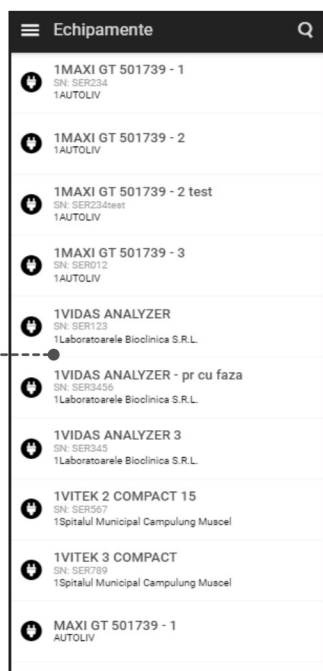 Echipamente
1MAXI GT 501739 - 1
SN: SER234
1AUTOLIV
1MAXI GT 501739 - 2
1AUTOLIV
1MAXI GT 501739 - 2 test
SN: SER234test
1AUTOLIV
1MAXI GT 501739 - 3
SN: SER012
1AUTOLIV
1VIDAS ANALYZER
SN: SER123
1Laboratoarele Bioclinica S.R.L.
1VIDAS ANALYZER - pr cu faza
SN: SER3456
1Laboratoarele Bioclinica S.R.L.
1VIDAS ANALYZER 3
SN: SER345
1Laboratoarele Bioclinica S.R.L.
1VITEK 2 COMPACT 15
SN: SER567
1Spitalul Municipal Campulung Muscel
1VITEK 3 COMPACT
SN: SER789
1Spitalul Municipal Campulung Muscel
MAXI GT 501739 - 1
AUTOLIV